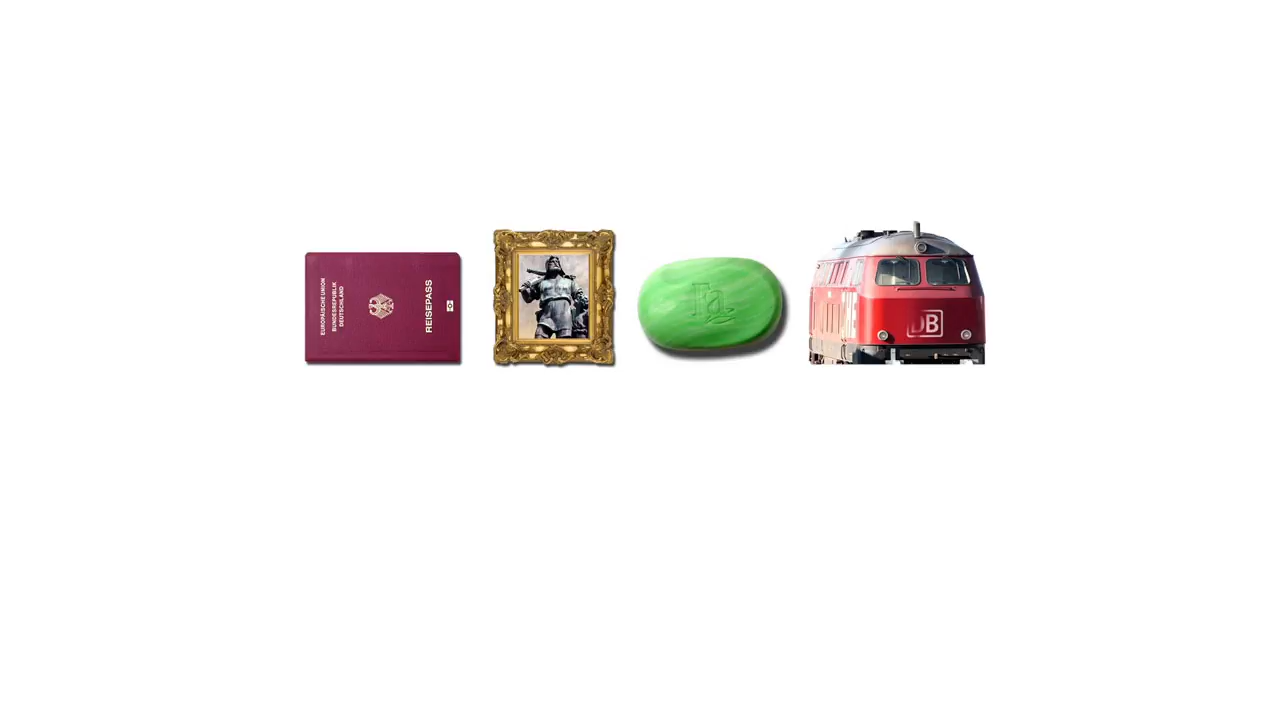 EUROPÄISCHE UNION
BUNDESREPUBLIK
DEUTSCHLAND
REISEPASS
DB